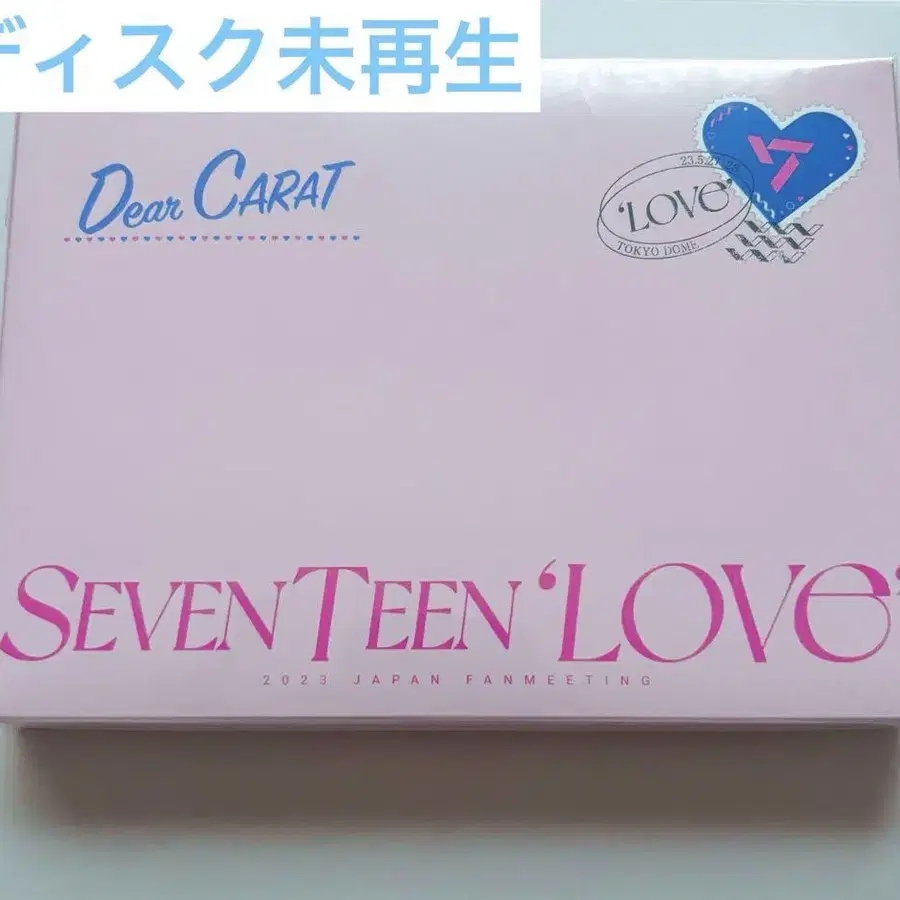 ディスク未再生
Dear CARAT
23.5.27-28
'LOVE'
TOKYO DOME
SEVENTEEN 'LOVE'
2023 JAPAN FANMEETING